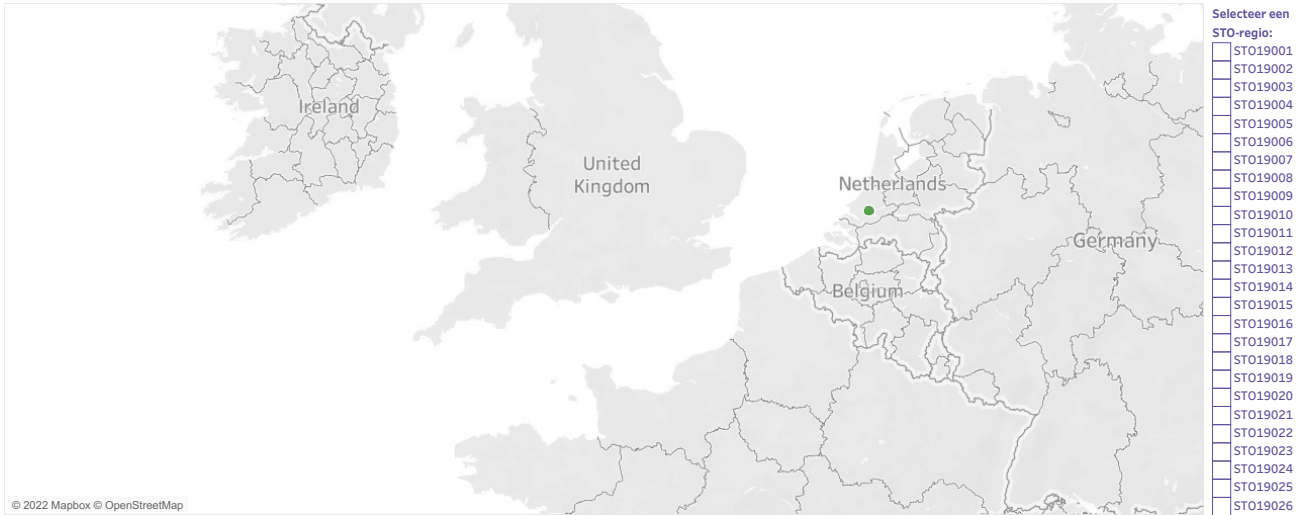 Ireland
United
Kingdom
Netherlands
Germany
Belgium
© 2022 Mapbox © OpenStreetMap
Selecteer een
STO-regio:
STO19001
STO19002
STO19003
STO19004
STO19005
STO19006
STO19007
STO19008
STO19009
STO19010
STO19011
STO19012
STO19013
STO19014
STO19015
STO19016
STO19017
STO19018
STO19019
STO19020
STO19021
STO19022
STO19023
STO19024
STO19025
STO19026